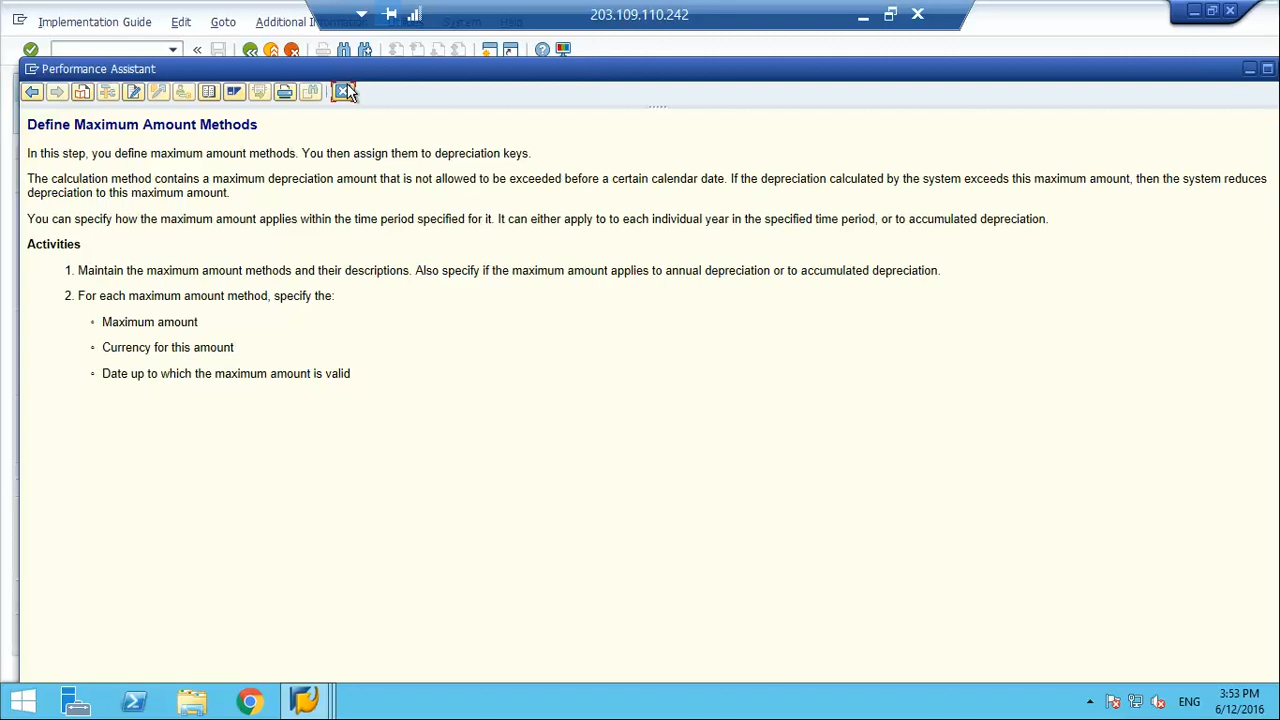 203.109.110.242
Implementation Guide Edit Goto Additional Information System Help
Performance Assistant
Define Maximum Amount Methods
In this step, you define maximum amount methods. You then assign them to depreciation keys.
The calculation method contains a maximum depreciation amount that is not allowed to be exceeded before a certain calendar date. If the depreciation calculated by the system exceeds this maximum amount, then the system reduces
depreciation to this maximum amount.
You can specify how the maximum amount applies within the time period specified for it. It can either apply to to each individual year in the specified time period, or to accumulated depreciation.
Activities
1. Maintain the maximum amount methods and their descriptions. Also specify if the maximum amount applies to annual depreciation or to accumulated depreciation.
2. For each maximum amount method, specify the:
Maximum amount
Currency for this amount
Date up to which the maximum amount is valid
ENG
3:53 PM
6/12/2016